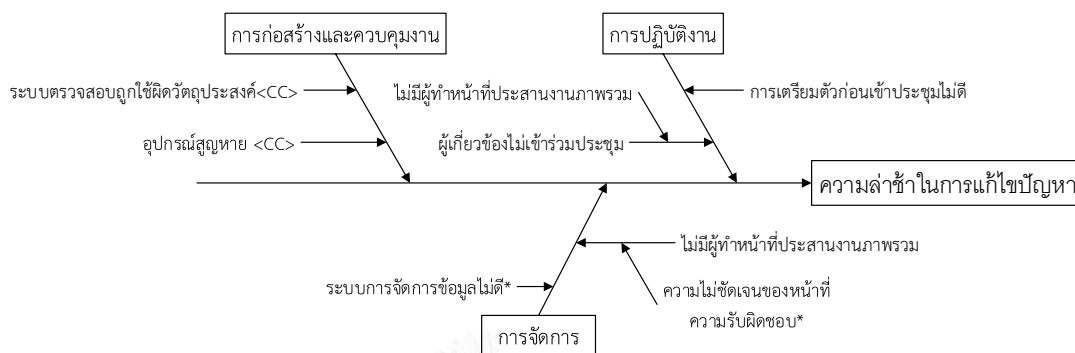 การก่อสร้างและควบคุมงาน
การปฏิบัติงาน
ระบบตรวจสอบถูกใช้ผิดวัตถุประสงค์<CC>
ไม่มีผู้ทำหน้าที่ประสานงานภาพรวม
การเตรียมตัวก่อนเข้าประชุมไม่ดี
อุปกรณ์สูญหาย <CC>
ผู้เกี่ยวข้องไม่เข้าร่วมประชุม
ความล่าช้าในการแก้ไขปัญหา
ไม่มีผู้ทำหน้าที่ประสานงานภาพรวม
ระบบการจัดการข้อมูลไม่ดี*
ความไม่ชัดเจนของหน้าที่
ความรับผิดชอบ*
การจัดการ